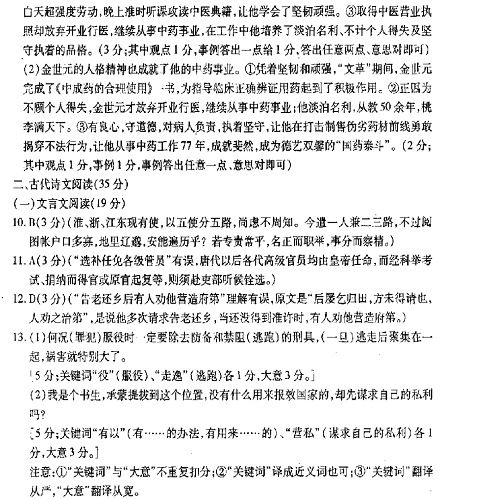 白天超强度劳动,晚上准时听课攻读中医典籍,让他学会了坚韧顽强。③取得中医营业执
照却放弃开业行医,继续从事中药事业,在工作中他培养了淡泊名利、不计个人得失及坚
守执着的品格。(3分;其中观点1分,事例答出一点给1分,答出任意两点、意思对即可)
(2)金世元的人格精神也成就了他的中药事业。①凭着坚韧和顽强,“文革”期间,金世元
完成了《中成药的合理使用》一书,为指导临床正确辨证用药起到了积极作用。②正因为
不顾个人得失,金世元才放弃开业行医,继续从事中药事业;他淡泊名利,从教50余年,桃
李满天下。③有良心,守道德,对病人负责,执着坚守,让他在打击制售伪劣药材前线勇敢
揭穿不法行为,让他从事中药工作77年,成就斐然,成为德艺双馨的“国药泰斗”。(2分;
其中观点1分,事例1分,事例答出任意一点、意思对即可)
二、古代诗文阅读(35分)
(一)文言文阅读(19分)
10.B(3分)(淮、浙、江东现有使,以五使分五路,尚虑不周知。今遣一人兼二三路,不过阅
图帐户口多寡,地里辽邈,安能遍历乎?若专责常平,名正而职举,事分而察精。)
11.A(3分)(“选补任免各级管员”有误,唐代以后各代高级官员均由皇帝任命,而经科举考
试、捐纳而得官或原官起复等,则须赴吏部听候铨选。)
12.D(3分)(“告老还乡后有人劝他营造府第”理解有误,原文是“后屡乞归田,方未得请也,
人劝之治第”,是说他多次请求告老还乡,当还没得到准许时,有人劝他营造府第。)
13.(1)何况(罪犯)服役时一定要除去防备和禁阻(逃跑)的刑具,(一旦)逃走后聚集在一
起,祸害就特别大了。
[5分;关键词“役”(服役)、“走逸”(逃跑)各1分,大意3分。]
(2)我是个书生,承蒙提拔到这个位置,没有什么用来报效国家的,却先谋求自己的私利
吗?
[5分;关键词“有以”(有……的办法,有用来……的)、“营私”(谋求自己的私利)各1
分,大意3分。]
注意:①“关键词”与“大意”不重复扣分;②“关键词”译成近义词也可;③“关键词”翻译
从严,“大意”翻译从宽。